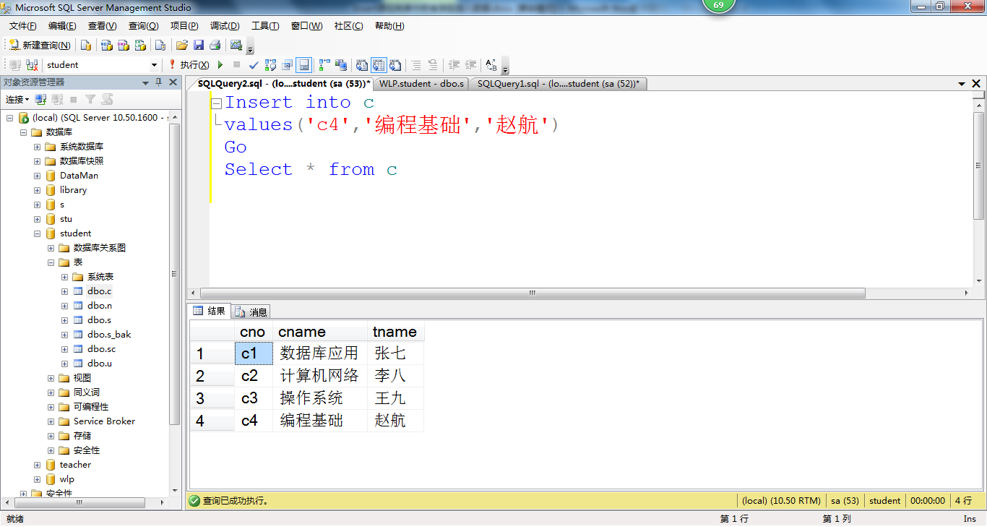 Microsoft SQL Server Management Studio
69
文件(F) 编辑(E) 查看(V) 查询(Q) 项目(P) 调试(D) 工具(T) 窗口(W) 社区(C) 帮助(H)
新建查询(N)
student
执行(X)
对象资源管理器
连接
(local) (SQL Server 10.50.1600 -
数据库
系统数据库
数据库快照
DataMan
library
s
stu
student
数据库关系图
表
系统表
dbo.c
dbo.n
dbo.s
dbo.s_bak
dbo.sc
dbo.u
视图
同义词
可编程性
Service Broker
存储
安全性
teacher
wlp
安全性
SQLQuery2.sql - (lo....student (sa (53))* WLP.student - dbo.s SQLQuery1.sql - (lo....student (sa (52))*
Insert into c
values('c4','编程基础','赵航')
Go
Select * from c
结果 消息
cno cname tname
1 c1 数据库应用 张七
2 c2 计算机网络 李八
3 c3 操作系统 王九
4 c4 编程基础 赵航
查询已成功执行。 (local) (10.50 RTM) sa (53) student 00:00:00 4 行
就绪 第 1 行 第 1 列 Ins